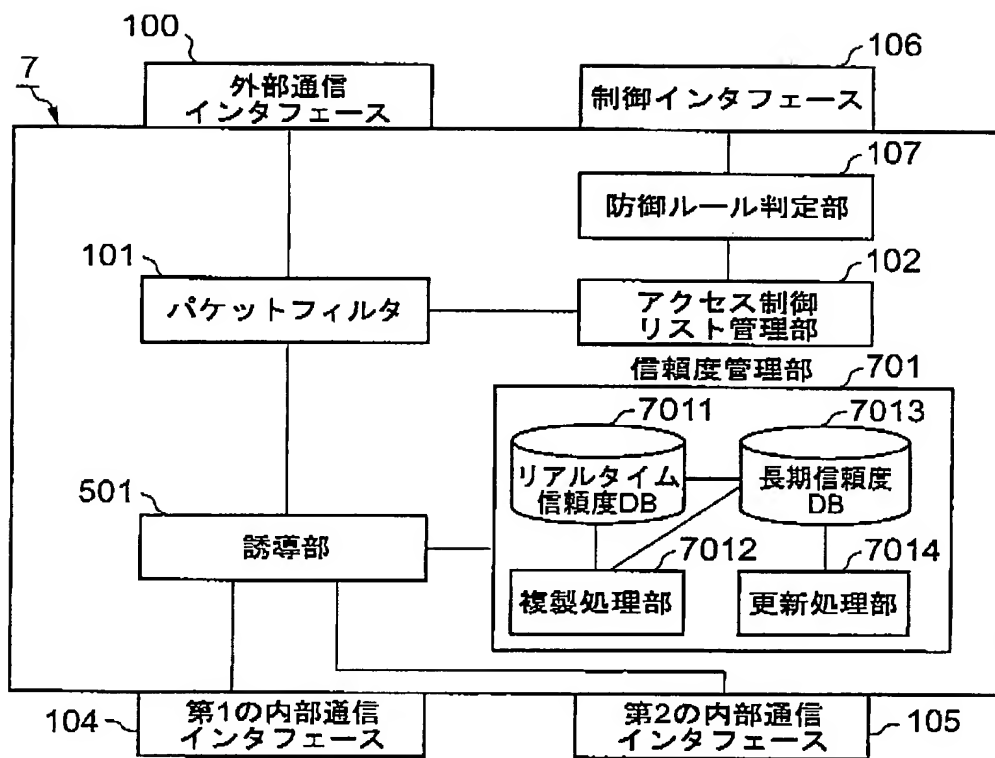 100
外部通信
インタフェース
106
制御インタフェース
7
107
防御ルール判定部
101
パケットフィルタ
102
アクセス制御
リスト管理部
信頼度管理部
701
7011
リアルタイム
信頼度DB
7013
長期信頼度
DB
501
誘導部
7012
複製処理部
7014
更新処理部
104
第1の内部通信
インタフェース
第2の内部通信
インタフェース
105